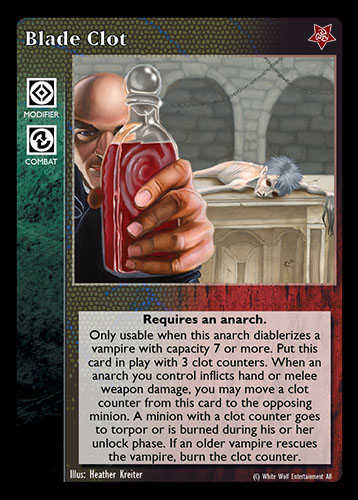 Blade Clot
MODIFIER
COMBAT
Requires an anarch.
Only usable when this anarch diablerizes a
vampire with capacity 7 or more. Put this
card in play with 3 clot counters. When an
anarch you control inflicts hand or melee
weapon damage, you may move a clot
counter from this card to the opposing
minion. A minion with a clot counter goes
to torpor or is burned during his or her
unlock phase. If an older vampire rescues
the vampire, burn the clot counter.
Illus: Heather Kreiter
(C) White Wolf Entertainment AB